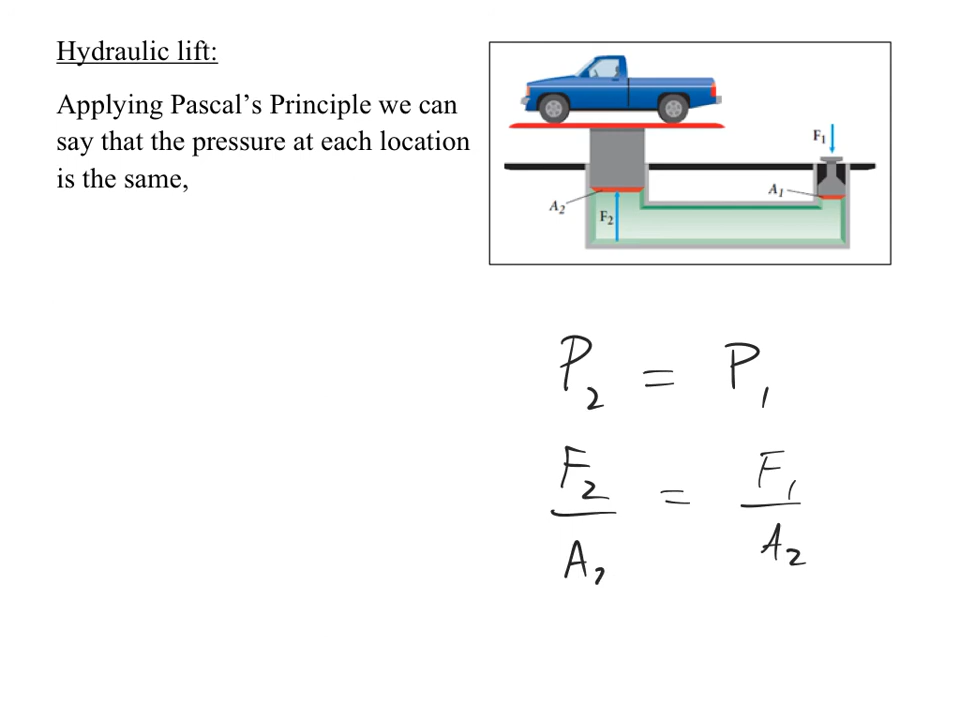 Hydraulic lift:
Applying Pascal’s Principle we can
say that the pressure at each location
is the same,
F₁
A₁
A₂
F₂
P₂ = P₁
F₂ = F₁
A₂ A₂